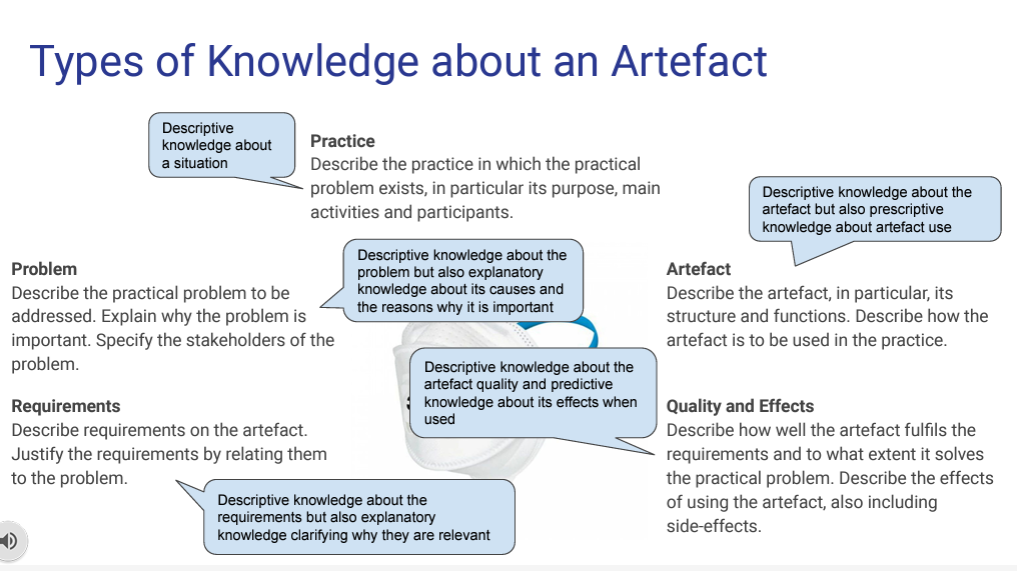 Types of Knowledge about an Artefact
Descriptive
knowledge about
a situation
Practice
Describe the practice in which the practical
problem exists, in particular its purpose, main
activities and participants.
Descriptive knowledge about the
artefact but also prescriptive
knowledge about artefact use
Problem
Describe the practical problem to be
addressed. Explain why the problem is
important. Specify the stakeholders of the
problem.
Descriptive knowledge about the
problem but also explanatory
knowledge about its causes and
the reasons why it is important
Artefact
Describe the artefact, in particular, its
structure and functions. Describe how the
artefact is to be used in the practice.
Descriptive knowledge about the
artefact quality and predictive
knowledge about its effects when
used
Requirements
Describe requirements on the artefact.
Justify the requirements by relating them
to the problem.
Quality and Effects
Describe how well the artefact fulfils the
requirements and to what extent it solves
the practical problem. Describe the effects
of using the artefact, also including
side-effects.
Descriptive knowledge about the
requirements but also explanatory
knowledge clarifying why they are relevant